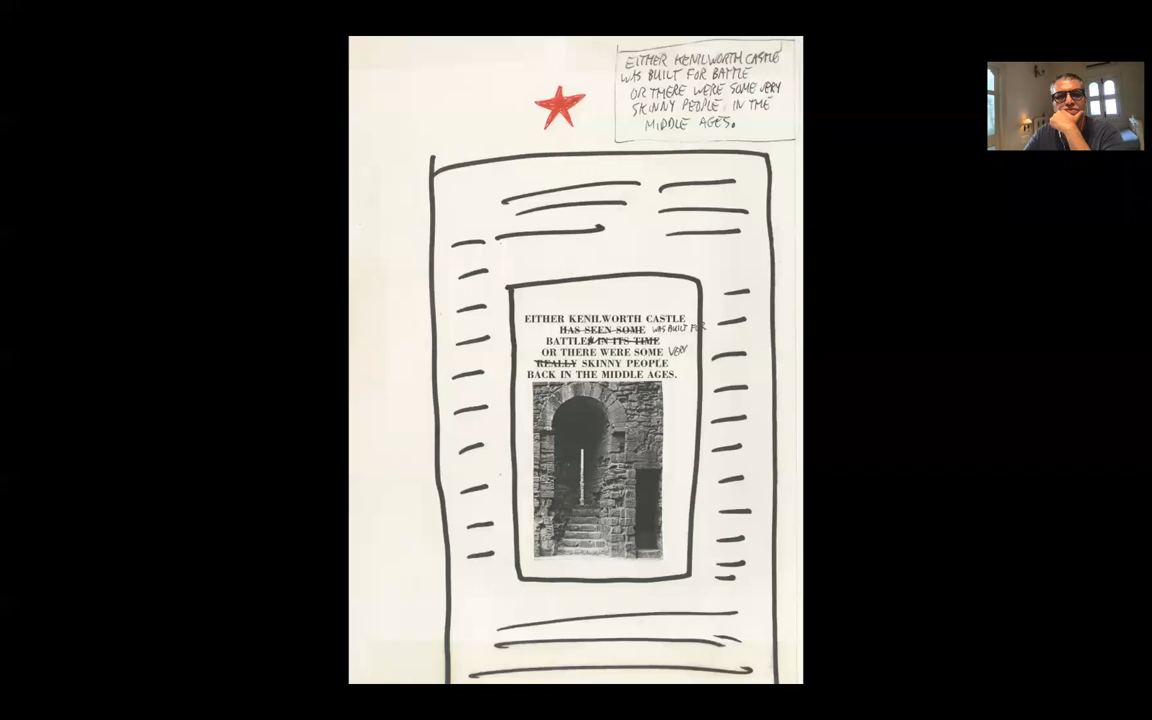 EITHER KENILWORTH CASTLE
WAS BUILT FOR BATTLE
OR THERE WERE SOME VERY
SKINNY PEOPLE IN THE
MIDDLE AGES.
EITHER KENILWORTH CASTLE
HAS SEEN SOME WAS BUILT FOR
BATTLE IN ITS TIME
OR THERE WERE SOME VERY
REALLY SKINNY PEOPLE
BACK IN THE MIDDLE AGES.